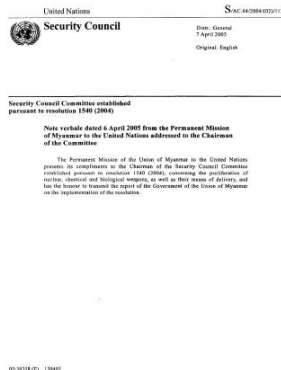 United Nations
S/AC.44/2004/(02)/11
Security Council
Distr.: General
7 April 2005
Original: English
Security Council Committee established
pursuant to resolution 1540 (2004)
Note verbale dated 6 April 2005 from the Permanent Mission
of Myanmar to the United Nations addressed to the Chairman
of the Committee
The Permanent Mission of the Union of Myanmar to the United Nations
presents its compliments to the Chairman of the Security Council Committee
established pursuant to resolution 1540 (2004), concerning the proliferation of
nuclear, chemical and biological weapons, as well as their means of delivery, and
has the honour to transmit the report of the Government of the Union of Myanmar
on the implementation of the resolution.
(E)